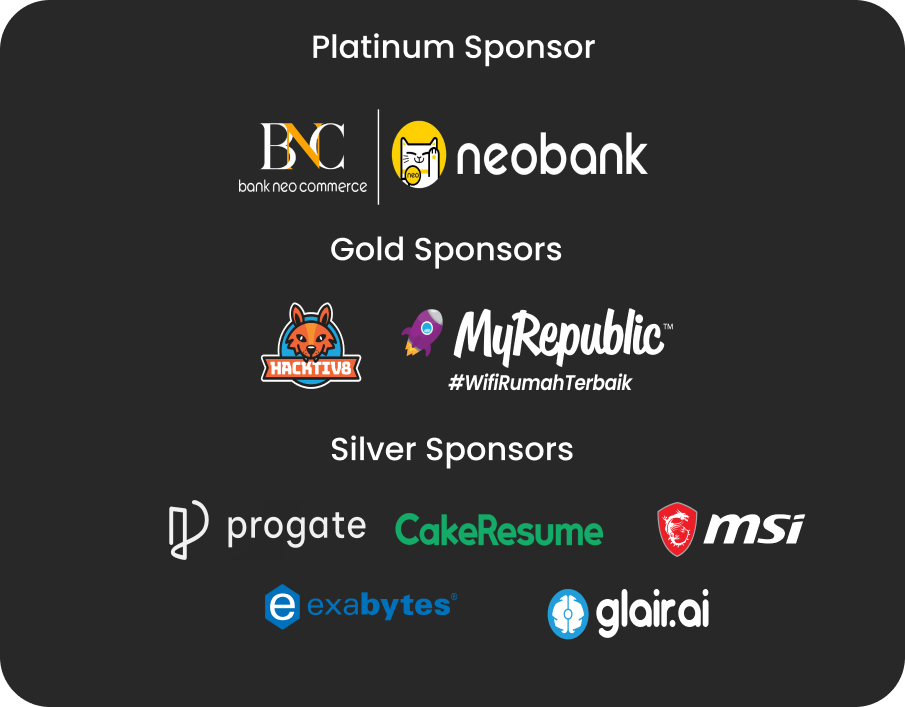 Platinum Sponsor
BNC
bank neo commerce
neo
neobank
Gold Sponsors
HACKTIV8
MyRepublic™
#WifiRumahTerbaik
Silver Sponsors
progate
CakeResume
msi
e exabytes®
glair.ai